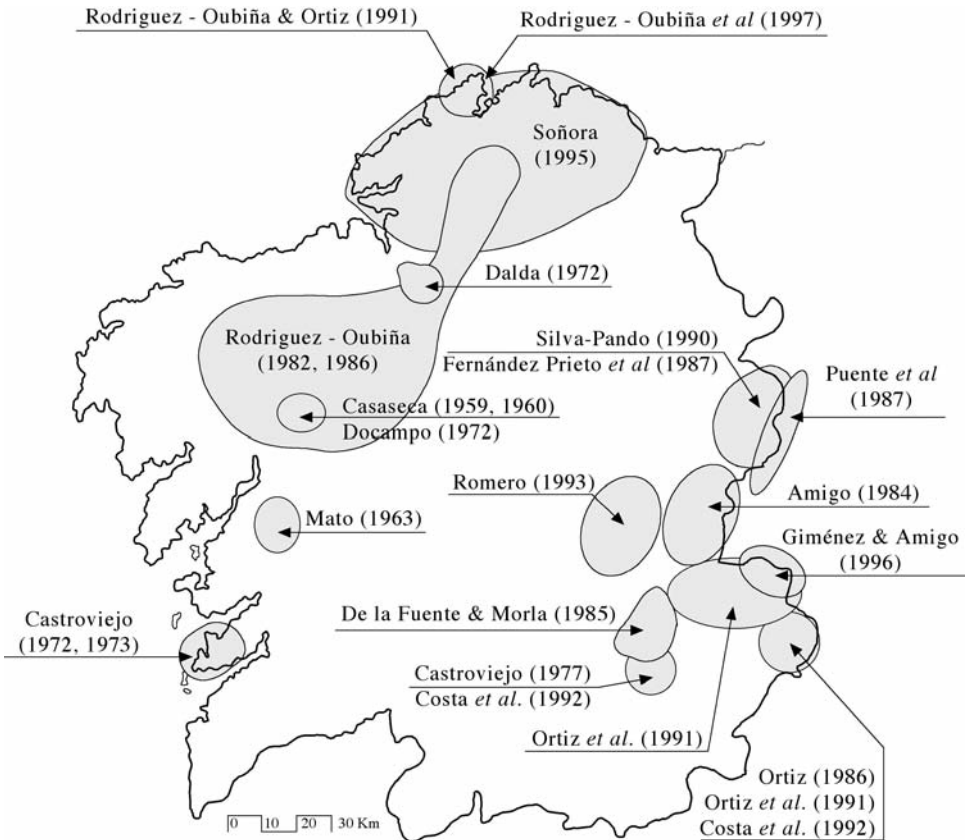 Rodriguez - Oubiña & Ortiz (1991)
Rodriguez - Oubiña et al (1997)
Soñora
(1995)
Dalda (1972)
Rodriguez - Oubiña
(1982, 1986)
Silva-Pando (1990)
Fernández Prieto et al (1987)
Puente et al
(1987)
Casaseca (1959, 1960)
Docampo (1972)
Romero (1993)
Amigo (1984)
Mato (1963)
Giménez & Amigo
(1996)
Castroviejo
(1972, 1973)
De la Fuente & Morla (1985)
Castroviejo (1977)
Costa et al. (1992)
Ortiz et al. (1991)
Ortiz (1986)
Ortiz et al. (1991)
Costa et al. (1992)
0 10 20 30 Km